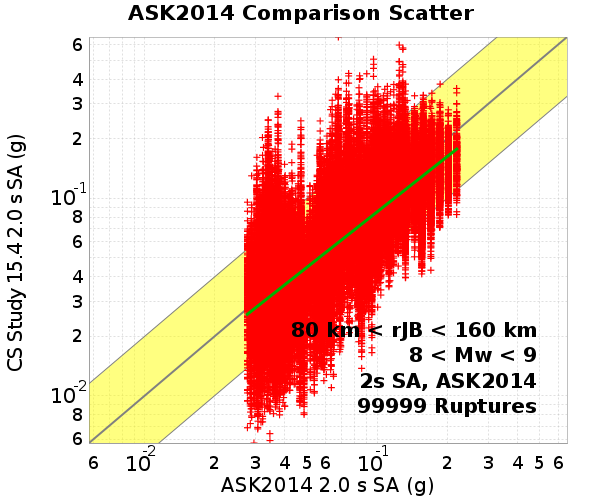 ASK2014 Comparison Scatter
CS Study 15.4 2.0 s SA (g)
6
4
3
2
10⁻¹
8
6
4
3
2
10⁻²
8
6
80 km < rJB < 160 km
8 < Mw < 9
2s SA, ASK2014
99999 Ruptures
6 10⁻² 2 3 4 5 6 10⁻¹ 2 3 4 5 6
ASK2014 2.0 s SA (g)